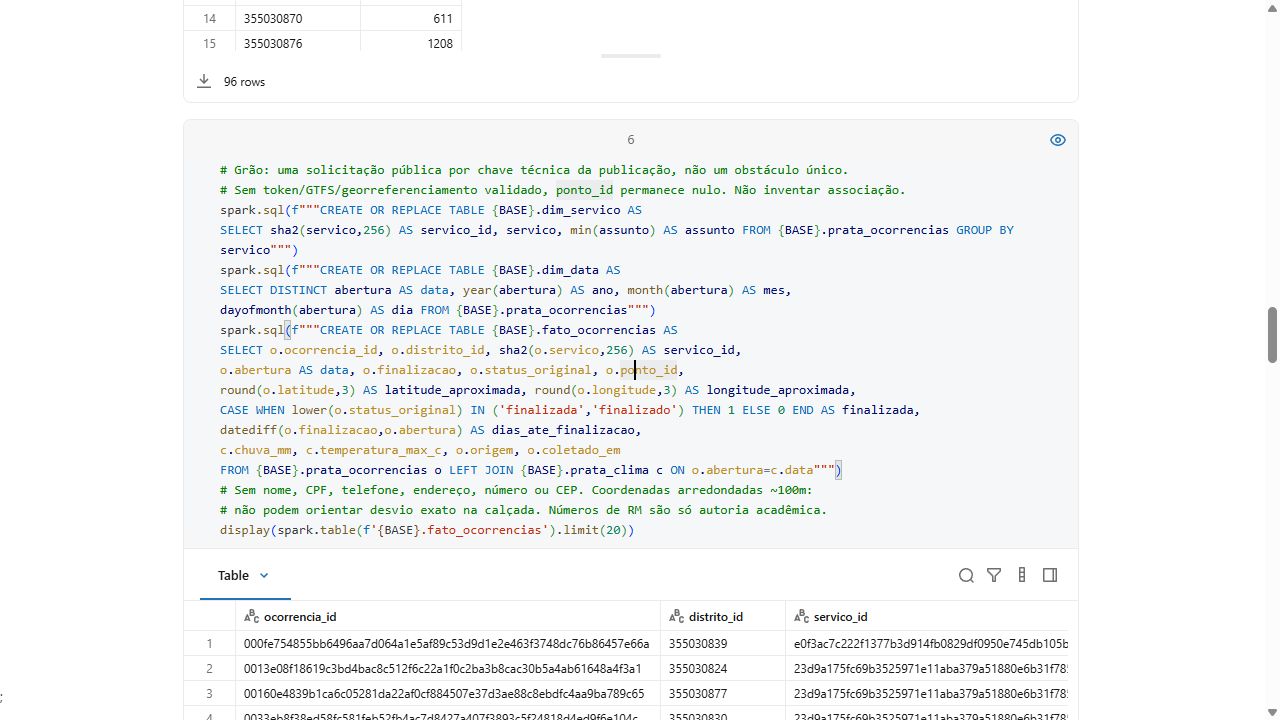 14 355030870 611
15 355030876 1208
96 rows
6
# Grão: uma solicitação pública por chave técnica da publicação, não um obstáculo único.
# Sem token/GTFS/georreferenciamento validado, ponto_id permanece nulo. Não inventar associação.
spark.sql(f"""CREATE OR REPLACE TABLE {BASE}.dim_servico AS
SELECT sha2(servico,256) AS servico_id, servico, min(assunto) AS assunto FROM {BASE}.prata_ocorrencias GROUP BY
servico""")
spark.sql(f"""CREATE OR REPLACE TABLE {BASE}.dim_data AS
SELECT DISTINCT abertura AS data, year(abertura) AS ano, month(abertura) AS mes,
dayofmonth(abertura) AS dia FROM {BASE}.prata_ocorrencias""")
spark.sql(f"""CREATE OR REPLACE TABLE {BASE}.fato_ocorrencias AS
SELECT o.ocorrencia_id, o.distrito_id, sha2(o.servico,256) AS servico_id,
o.abertura AS data, o.finalizacao, o.status_original, o.ponto_id,
round(o.latitude,3) AS latitude_aproximada, round(o.longitude,3) AS longitude_aproximada,
CASE WHEN lower(o.status_original) IN ('finalizada','finalizado') THEN 1 ELSE 0 END AS finalizada,
datediff(o.finalizacao,o.abertura) AS dias_ate_finalizacao,
c.chuva_mm, c.temperatura_max_c, o.origem, o.coletado_em
FROM {BASE}.prata_ocorrencias o LEFT JOIN {BASE}.prata_clima c ON o.abertura=c.data""")
# Sem nome, CPF, telefone, endereço, número ou CEP. Coordenadas arredondadas ~100m:
# não podem orientar desvio exato na calçada. Números de RM são só autoria acadêmica.
display(spark.table(f'{BASE}.fato_ocorrencias').limit(20))
Table
ocorrencia_id distrito_id servico_id
1 000fe754855bb6496aa7d064a1e5af89c53d9d1e2e463f3748dc76b86457e66a 355030839 e0f3ac7c222f1377b3d914fb0829df0950e745db105b
2 0013e08f18619c3bd4bac8c512f6c22a1f0c2ba3b8cac30b5a4ab61648a4f3a1 355030824 23d9a175fc69b3525971e11aba379a51880e6b31f78
3 00160e4839b1ca6c05281da22af0cf884507e37d3ae88c8ebdfc4aa9ba789c65 355030877 23d9a175fc69b3525971e11aba379a51880e6b31f78
4 355030830
;